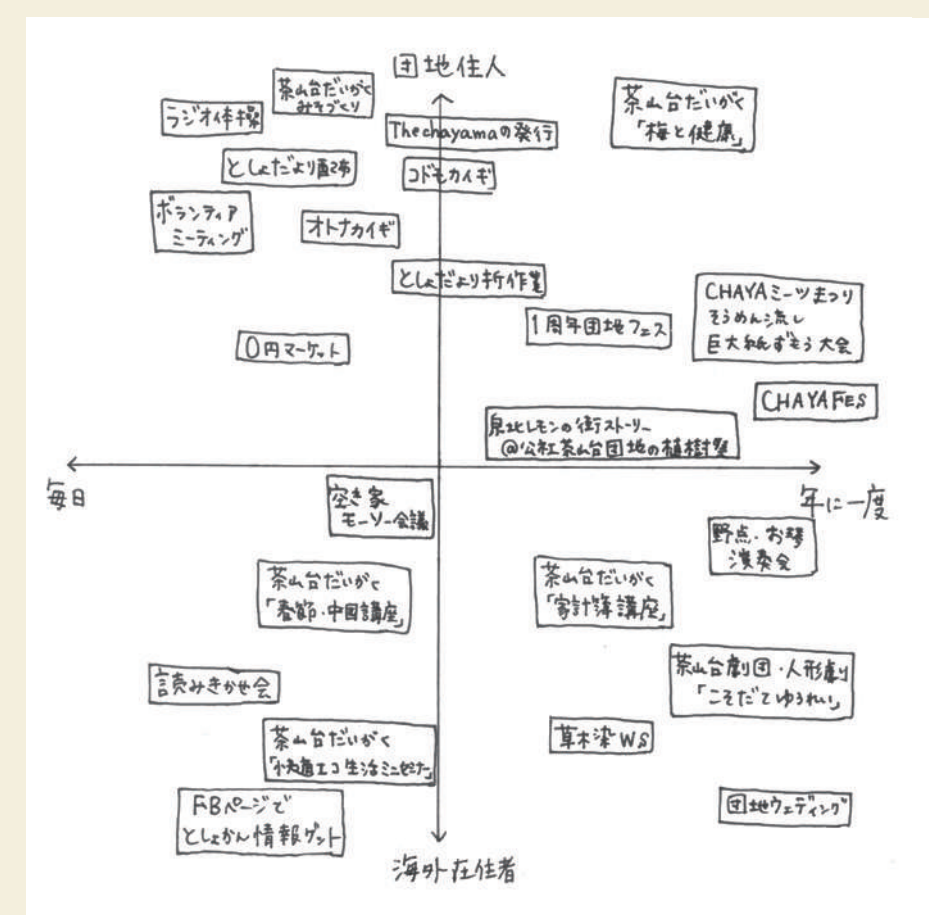 団地住人
茶山台だいがく
みそづくり
ラジオ体操
Thechayamaの発行
茶山台だいがく
「梅と健康」
としょだより配布
コドモカイギ
ボランティア
ミーティング
オトナカイギ
としょだより折作業
CHAYAミーツまつり
そうめん流し
巨大紙ずもう大会
1周年団地フェス
0円マーケット
CHAYAFES
泉北レモンの街ストーリー
@公社茶山台団地の植樹祭
毎日
年に一度
空き家
モーソー会議
野点・お琴
演奏会
茶山台だいがく
「春節・中国講座」
茶山台だいがく
「家計簿講座」
読みきかせ会
茶山台劇団・人形劇
「こそだてゆうれい」
茶山台だいがく
「快適エコ生活ミニセミナー」
草木染WS
FBページで
としょかん情報ゲット
団地ウェディング
海外在住者